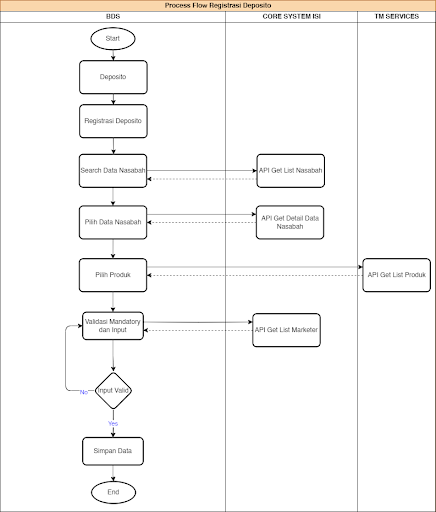 Process Flow Registrasi Deposito
BDS
CORE SYSTEM ISI
TM SERVICES
Start
Deposito
Registrasi Deposito
Search Data Nasabah
API Get List Nasabah
Pilih Data Nasabah
API Get Detail Data
Nasabah
Pilih Produk
API Get List Produk
Validasi Mandatory
dan Input
API Get List Marketer
Input Valid
No
Yes
Simpan Data
End